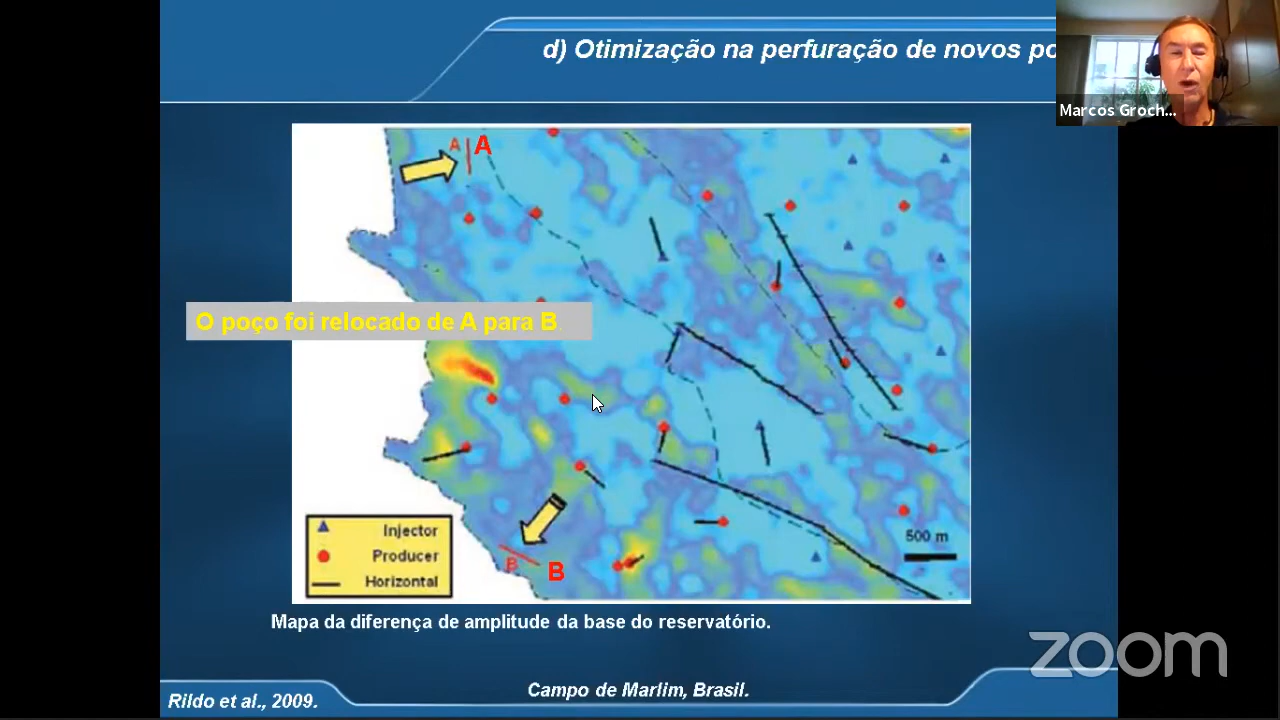 d) Otimização na perfuração de novos po
Marcos Groch...
A A
O poço foi relocado de A para B.
Injector
Producer
Horizontal
500 m
B B
Mapa da diferença de amplitude da base do reservatório.
zoom
Campo de Marlim, Brasil.
Rildo et al., 2009.